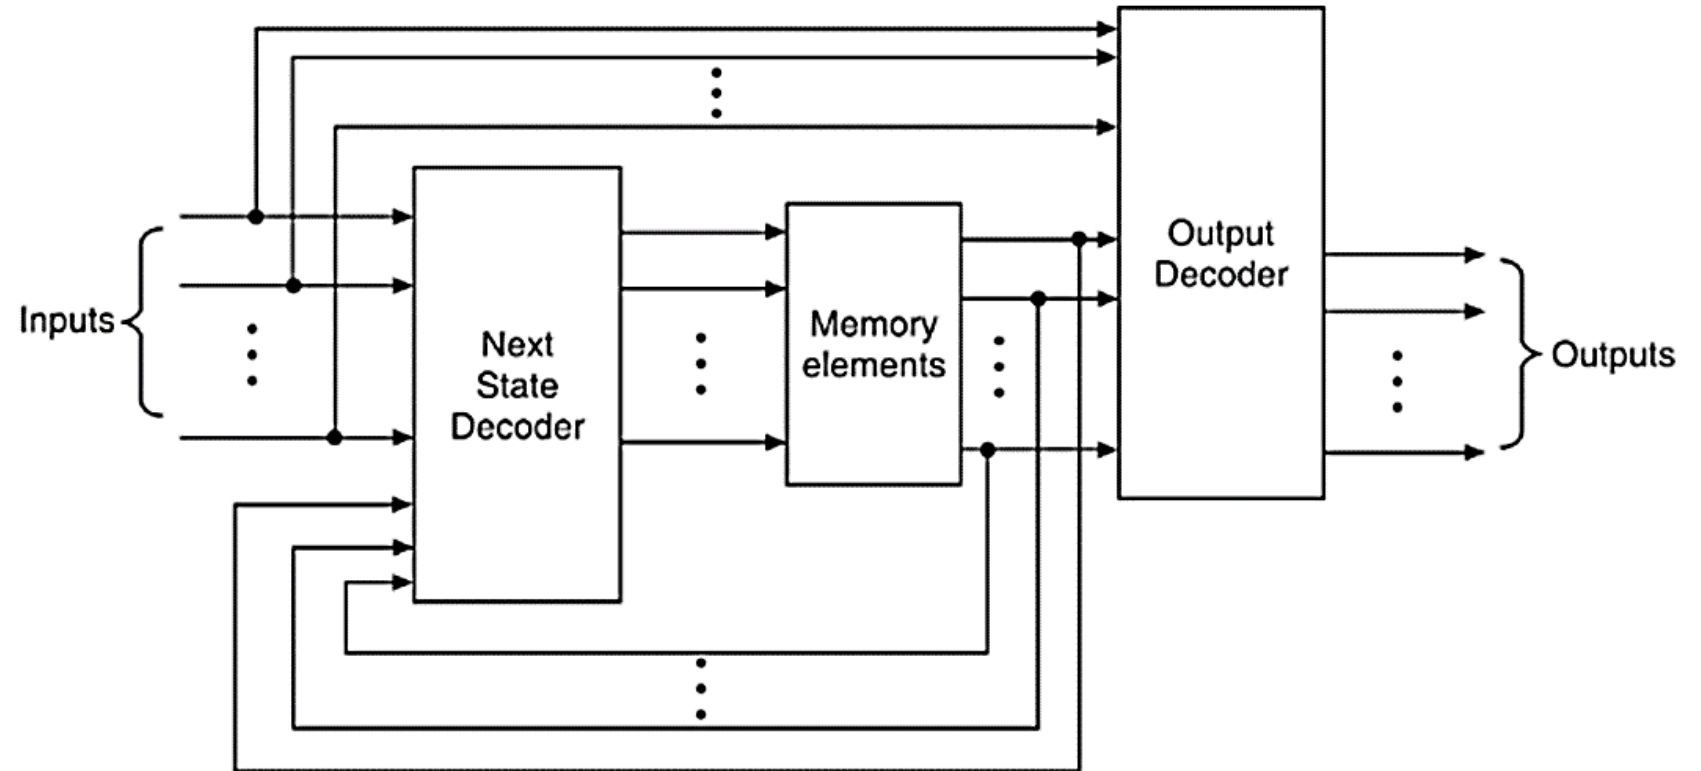 Inputs
Next
State
Decoder
Memory
elements
Output
Decoder
Outputs